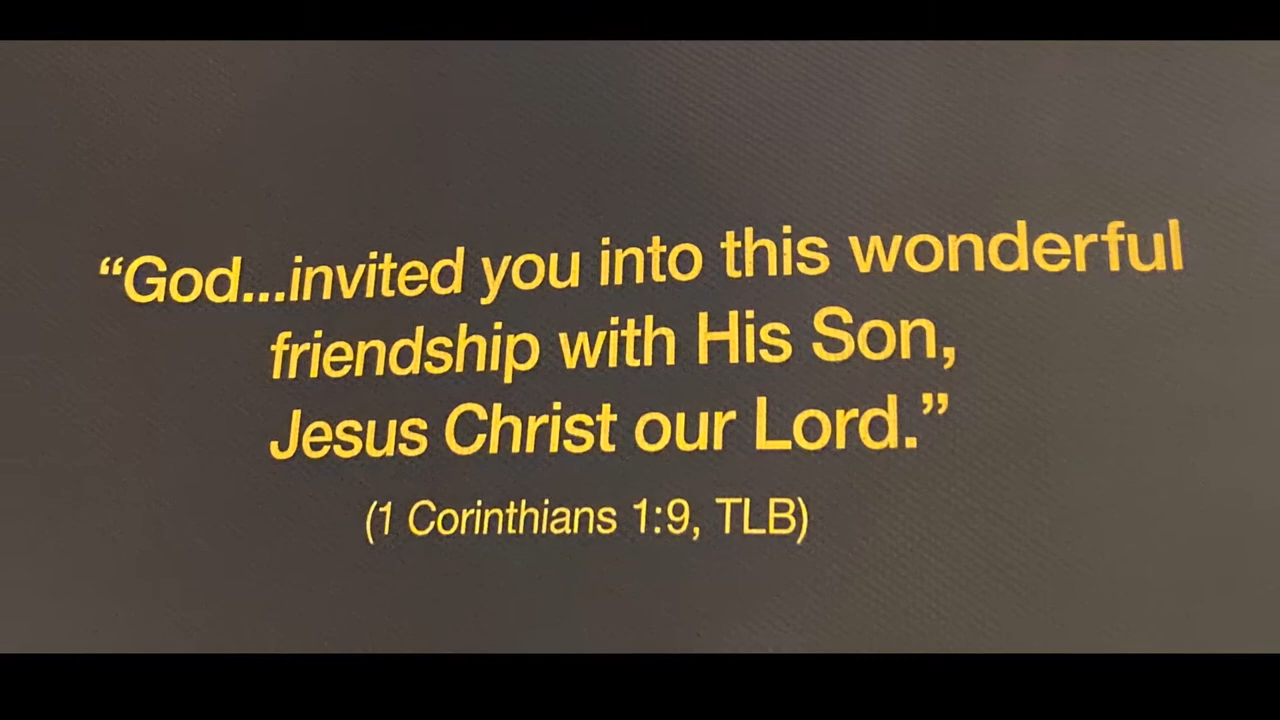 “God...invited you into this wonderful
friendship with His Son,
Jesus Christ our Lord.”
(1 Corinthians 1:9, TLB)